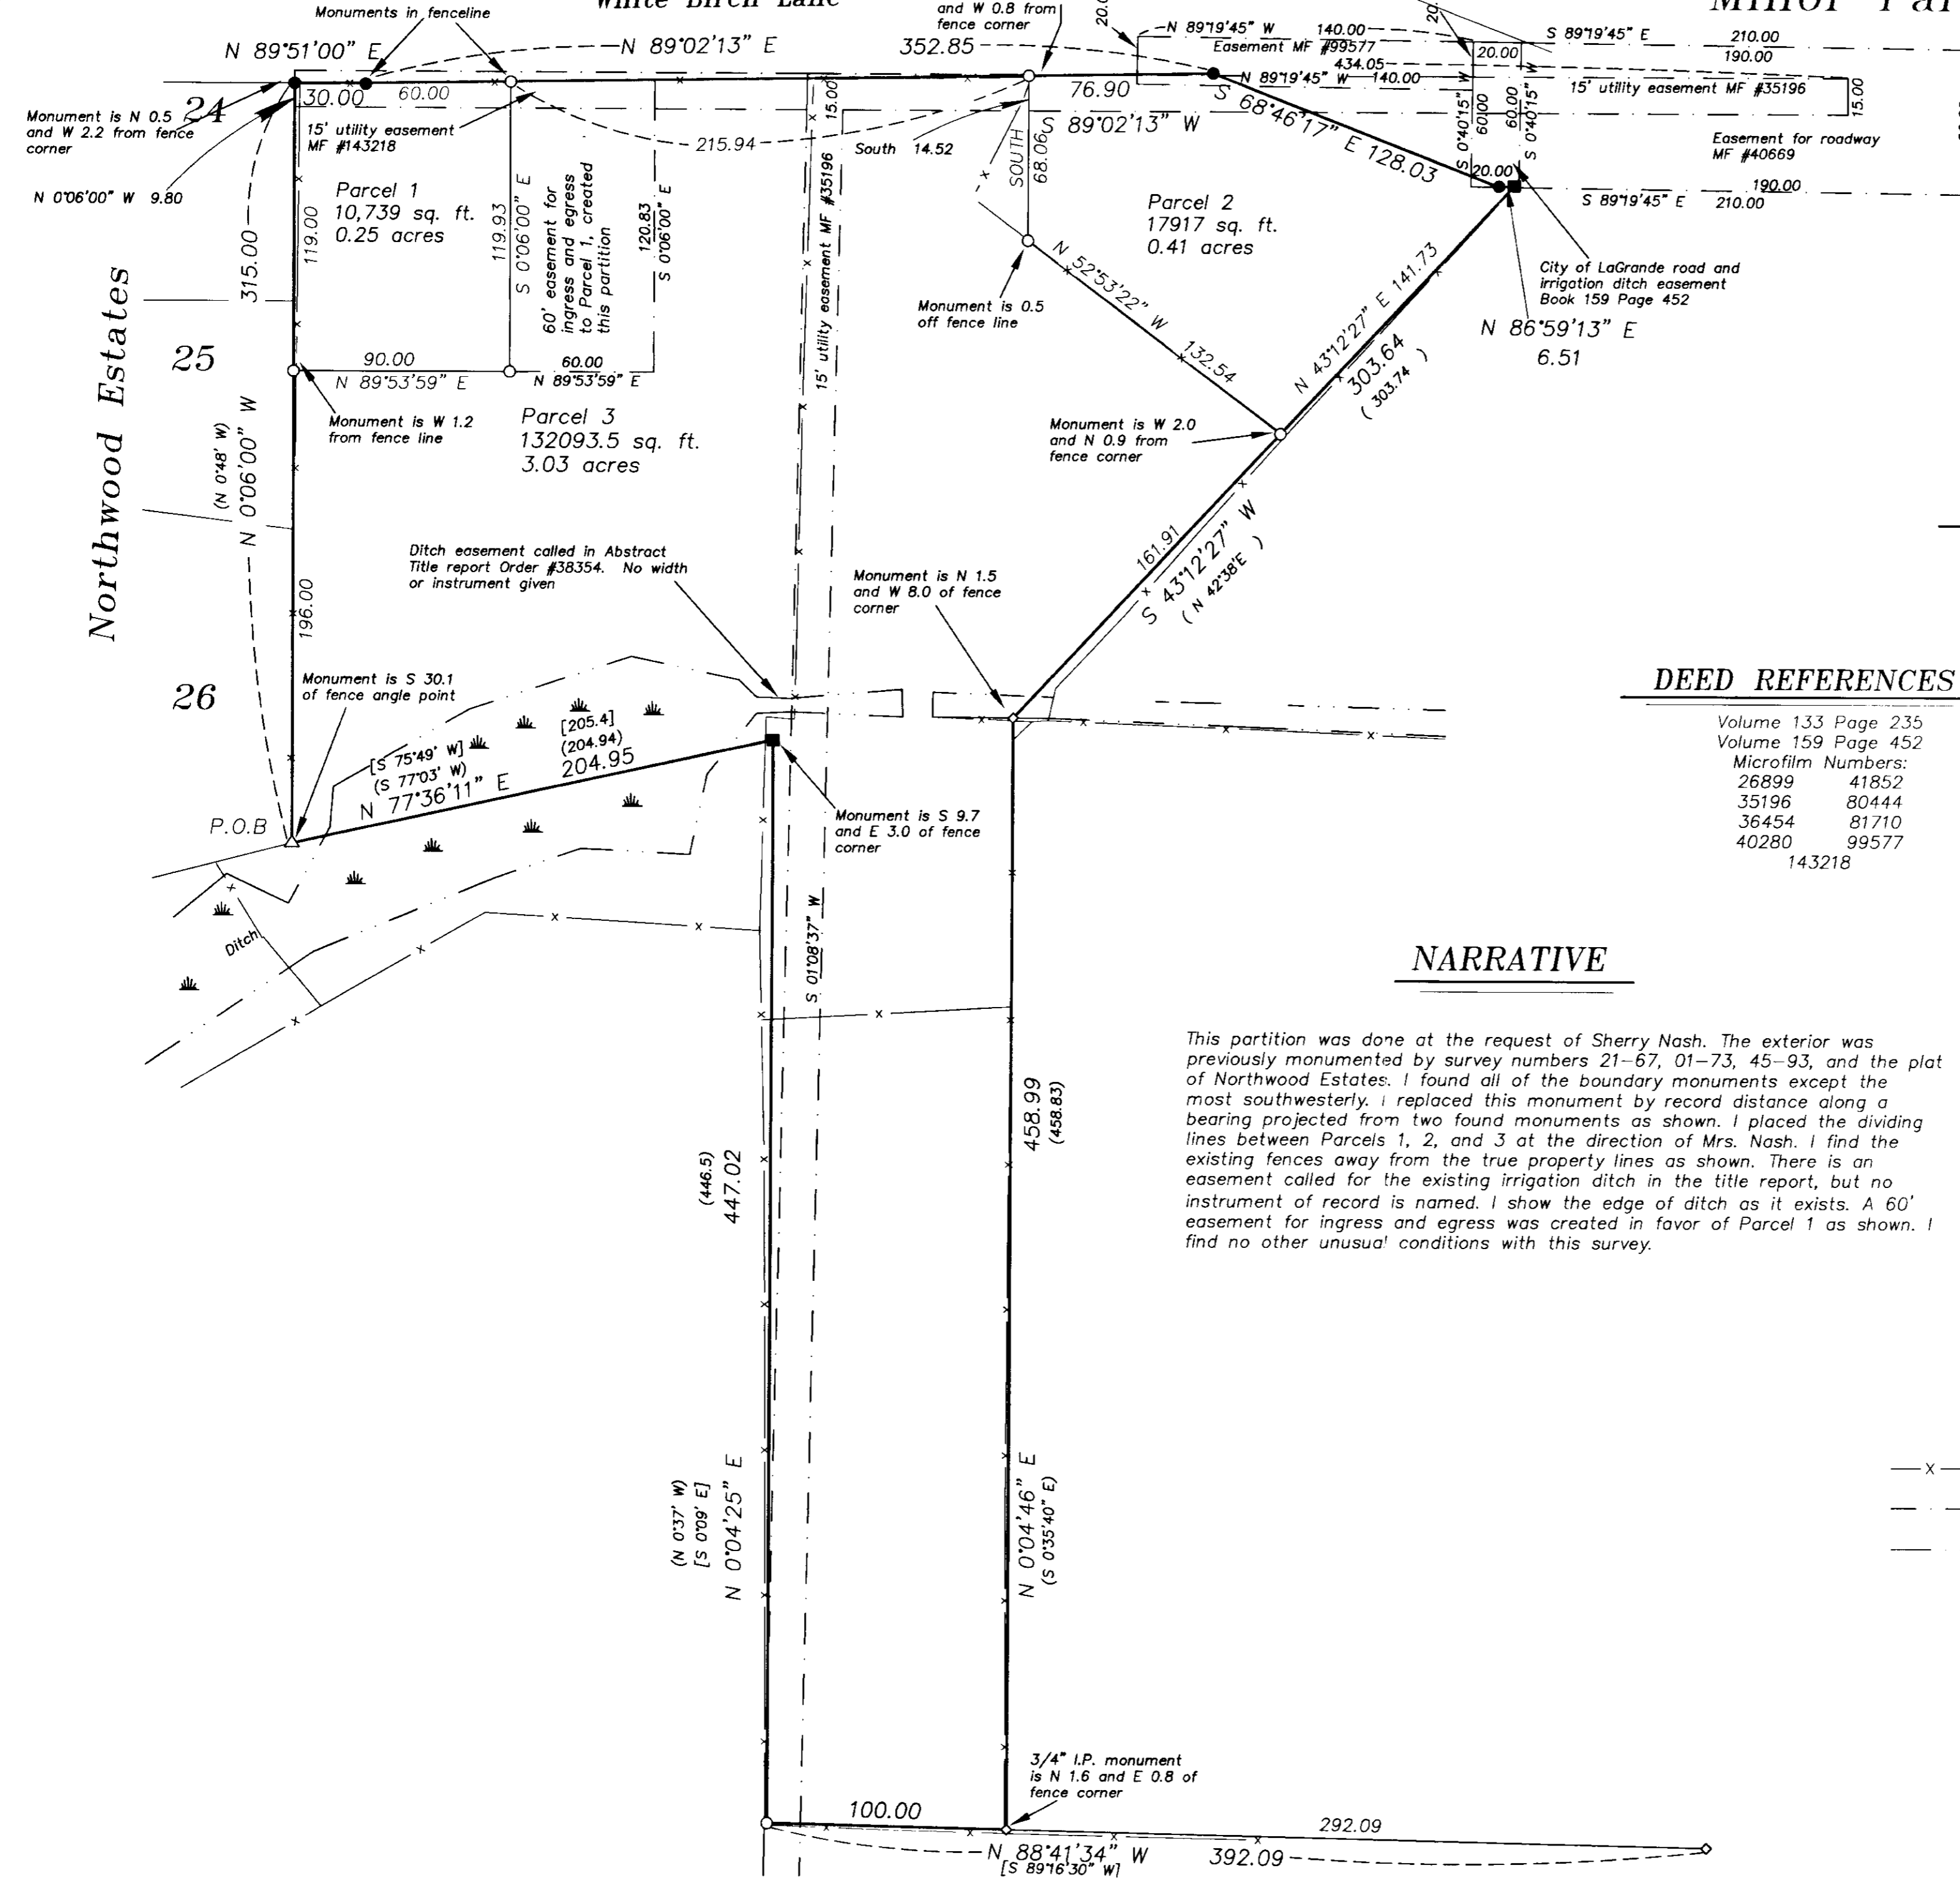 Monuments in fenceline
White Birch Lane
and W 0.8 from
fence corner
N 89°51'00" E
N 89°02'13" E
352.85
N 89°19'45" W
140.00
Easement MF #99577
434.05
N 89°19'45" W
140.00
20.00
S 89°19'45" E
210.00
190.00
15' utility easement MF #35196
15.00
24
30.00
60.00
Monument is N 0.5
and W 2.2 from fence
corner
15' utility easement
MF #143218
N 0°06'00" W 9.80
215.94
South 14.52
15.00
76.90
S 89°02'13" W
S 68°46'17" E 128.03
S 0°40'15" W
60.00
60.00
S 0°40'15" W
20.00
Easement for roadway
MF #40669
190.00
S 89°19'45" E
210.00
Parcel 1
10,739 sq. ft.
0.25 acres
315.00
119.00
119.93
S 0°06'00" E
60' easement for
ingress and egress
to Parcel 1, created
this partition
120.83
S 0°06'00" E
15' utility easement MF #35196
SOUTH
68.06
Parcel 2
17917 sq. ft.
0.41 acres
N 52°53'22" W
132.54
Monument is 0.5
off fence line
N 43°12'27" E 141.73
303.64
( 303.74 )
City of LaGrande road and
irrigation ditch easement
Book 159 Page 452
N 86°59'13" E
6.51
Northwood Estates
25
90.00
N 89°53'59" E
60.00
N 89°53'59" E
Monument is W 1.2
from fence line
Parcel 3
132093.5 sq. ft.
3.03 acres
Monument is W 2.0
and N 0.9 from
fence corner
(N 0°48' W)
N 0°06'00" W
196.00
Ditch easement called in Abstract
Title report Order #38354. No width
or instrument given
Monument is N 1.5
and W 8.0 of fence
corner
161.91
S 43°12'27" W
( N 42°38'E )
26
Monument is S 30.1
of fence angle point
[205.4]
(204.94)
204.95
[S 75°49' W]
(S 77°03' W)
N 77°36'11" E
P.O.B
Monument is S 9.7
and E 3.0 of fence
corner
Ditch
S 01°08'37" W
DEED REFERENCES
Volume 133 Page 235
Volume 159 Page 452
Microfilm Numbers:
26899 41852
35196 80444
36454 81710
40280 99577
143218
NARRATIVE
This partition was done at the request of Sherry Nash. The exterior was
previously monumented by survey numbers 21-67, 01-73, 45-93, and the plat
of Northwood Estates. I found all of the boundary monuments except the
most southwesterly. I replaced this monument by record distance along a
bearing projected from two found monuments as shown. I placed the dividing
lines between Parcels 1, 2, and 3 at the direction of Mrs. Nash. I find the
existing fences away from the true property lines as shown. There is an
easement called for the existing irrigation ditch in the title report, but no
instrument of record is named. I show the edge of ditch as it exists. A 60'
easement for ingress and egress was created in favor of Parcel 1 as shown. I
find no other unusual conditions with this survey.
(446.5)
447.02
458.99
(458.83)
(N 0°37' W)
[S 0°09' E]
N 0°04'25" E
N 0°04'46" E
(S 0°35'40" E)
3/4" I.P. monument
is N 1.6 and E 0.8 of
fence corner
100.00
292.09
N 88°41'34" W
[S 89°16'30" W]
392.09